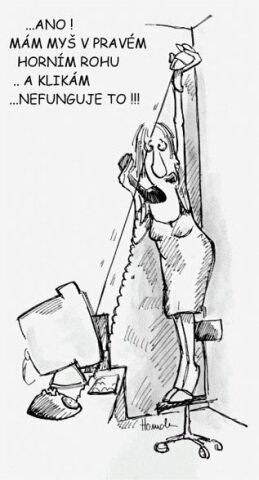 ...ANO !
MÁM MYŠ V PRAVÉM
HORNÍM ROHU
.. A KLIKÁM
...NEFUNGUJE TO !!!